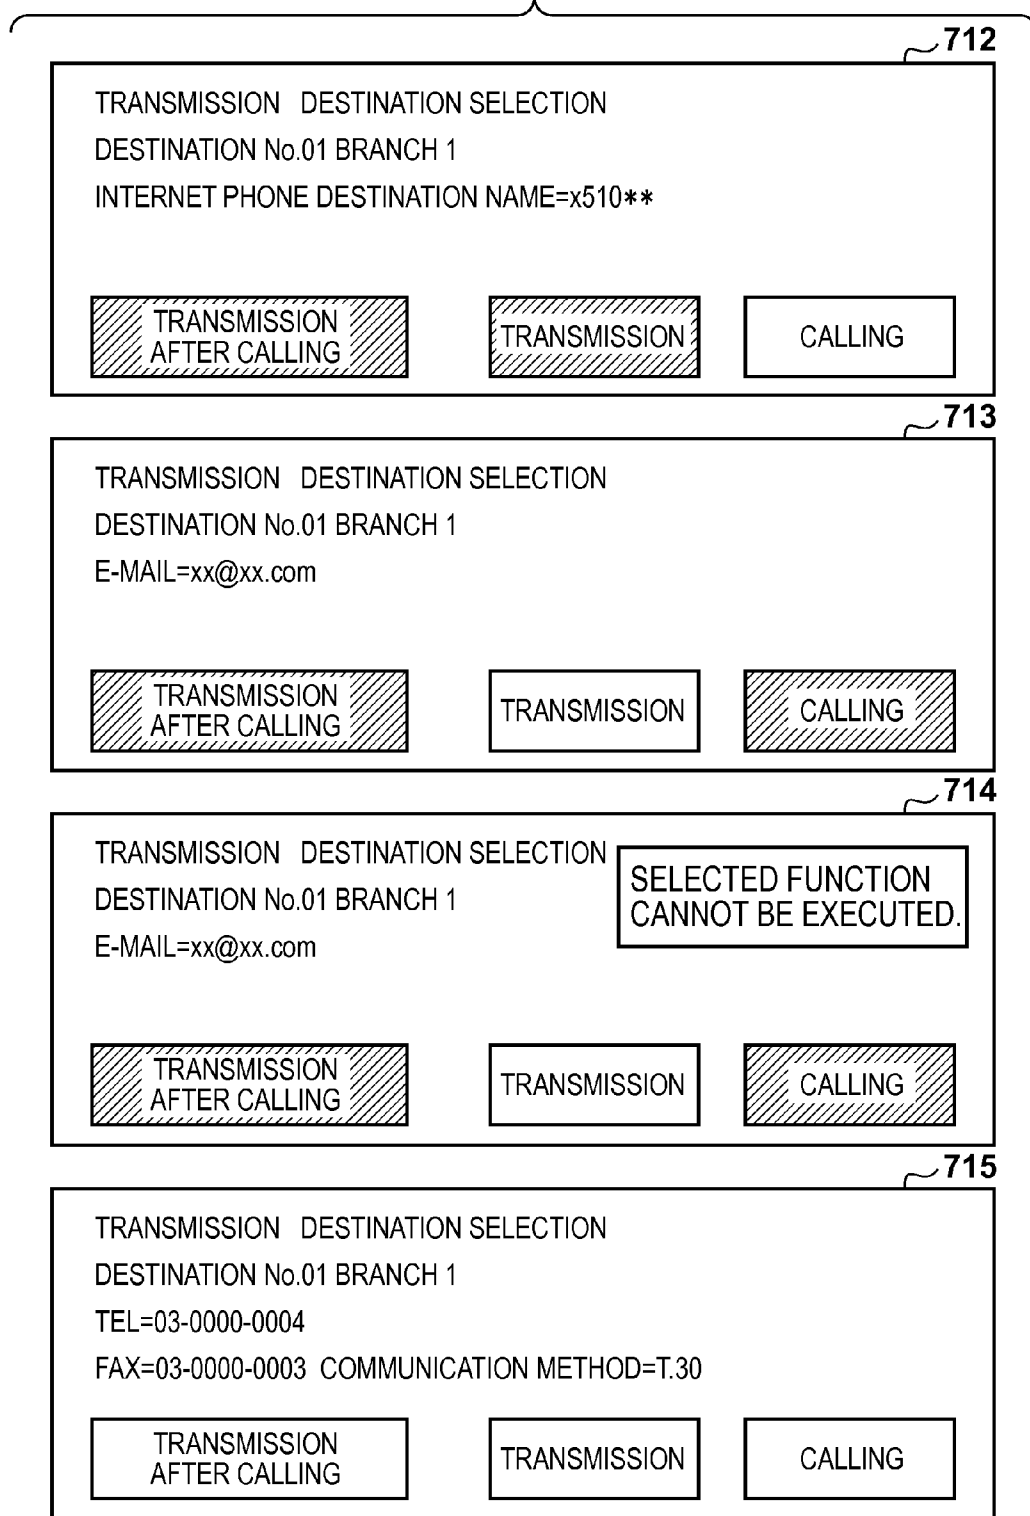 712
TRANSMISSION DESTINATION SELECTION
DESTINATION No.01 BRANCH 1
INTERNET PHONE DESTINATION NAME=x510**
TRANSMISSION
AFTER CALLING
TRANSMISSION
CALLING
713
TRANSMISSION DESTINATION SELECTION
DESTINATION No.01 BRANCH 1
E-MAIL=xx@xx.com
TRANSMISSION
AFTER CALLING
TRANSMISSION
CALLING
714
TRANSMISSION DESTINATION SELECTION
DESTINATION No.01 BRANCH 1
E-MAIL=xx@xx.com
SELECTED FUNCTION
CANNOT BE EXECUTED.
TRANSMISSION
AFTER CALLING
TRANSMISSION
CALLING
715
TRANSMISSION DESTINATION SELECTION
DESTINATION No.01 BRANCH 1
TEL=03-0000-0004
FAX=03-0000-0003 COMMUNICATION METHOD=T.30
TRANSMISSION
AFTER CALLING
TRANSMISSION
CALLING